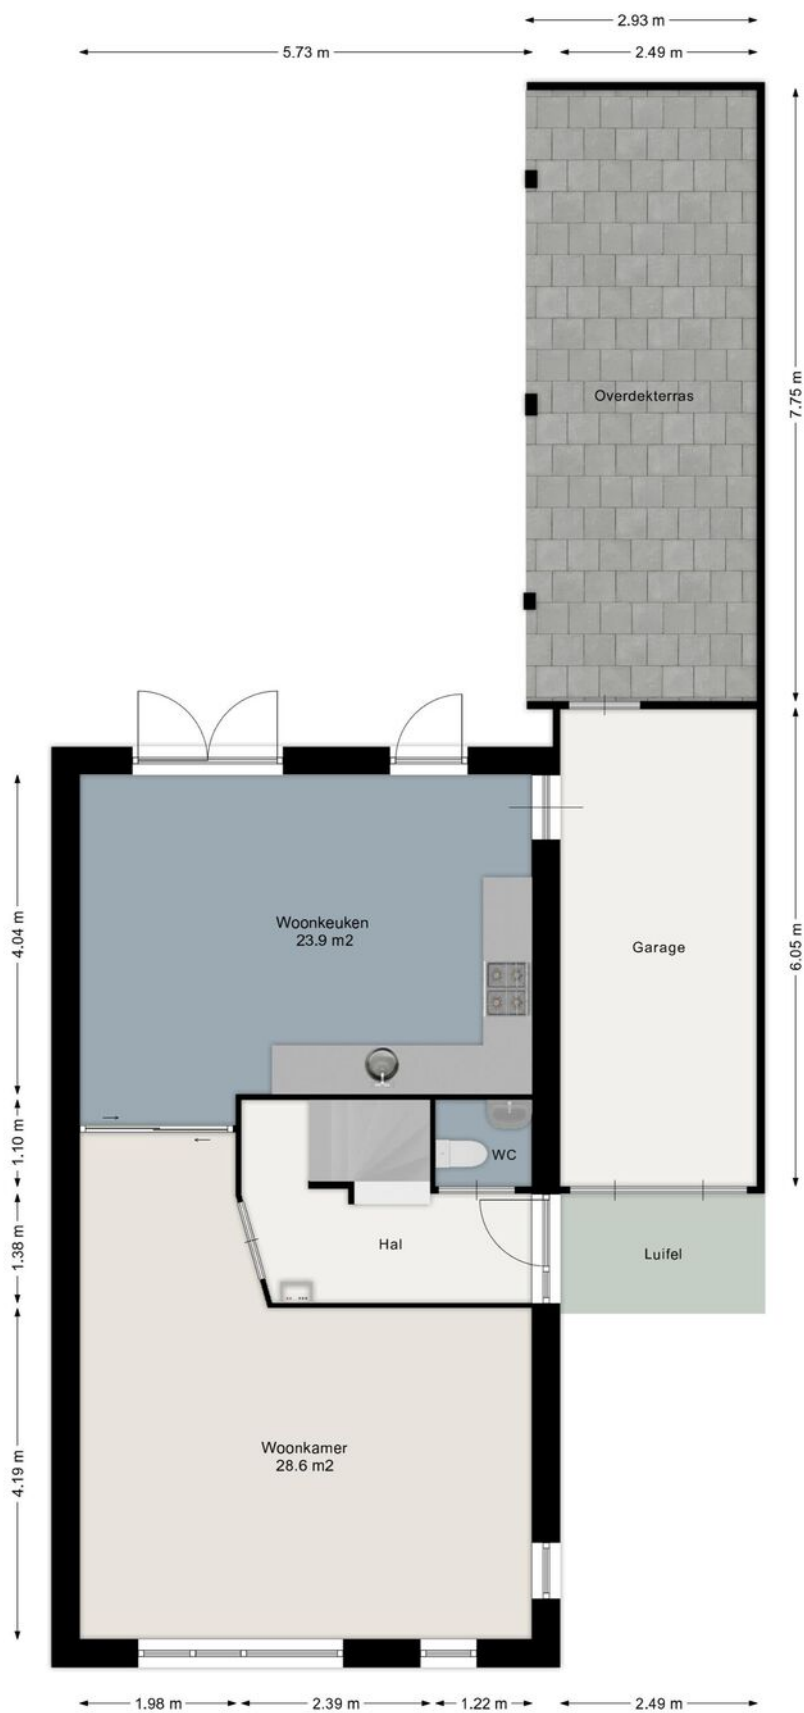 2.93 m
5.73 m
2.49 m
7.75 m
Overdekterras
4.04 m
Woonkeuken
23.9 m2
Garage
6.05 m
1.10 m
WC
1.38 m
Hal
Luifel
4.19 m
Woonkamer
28.6 m2
1.98 m
2.39 m
1.22 m
2.49 m